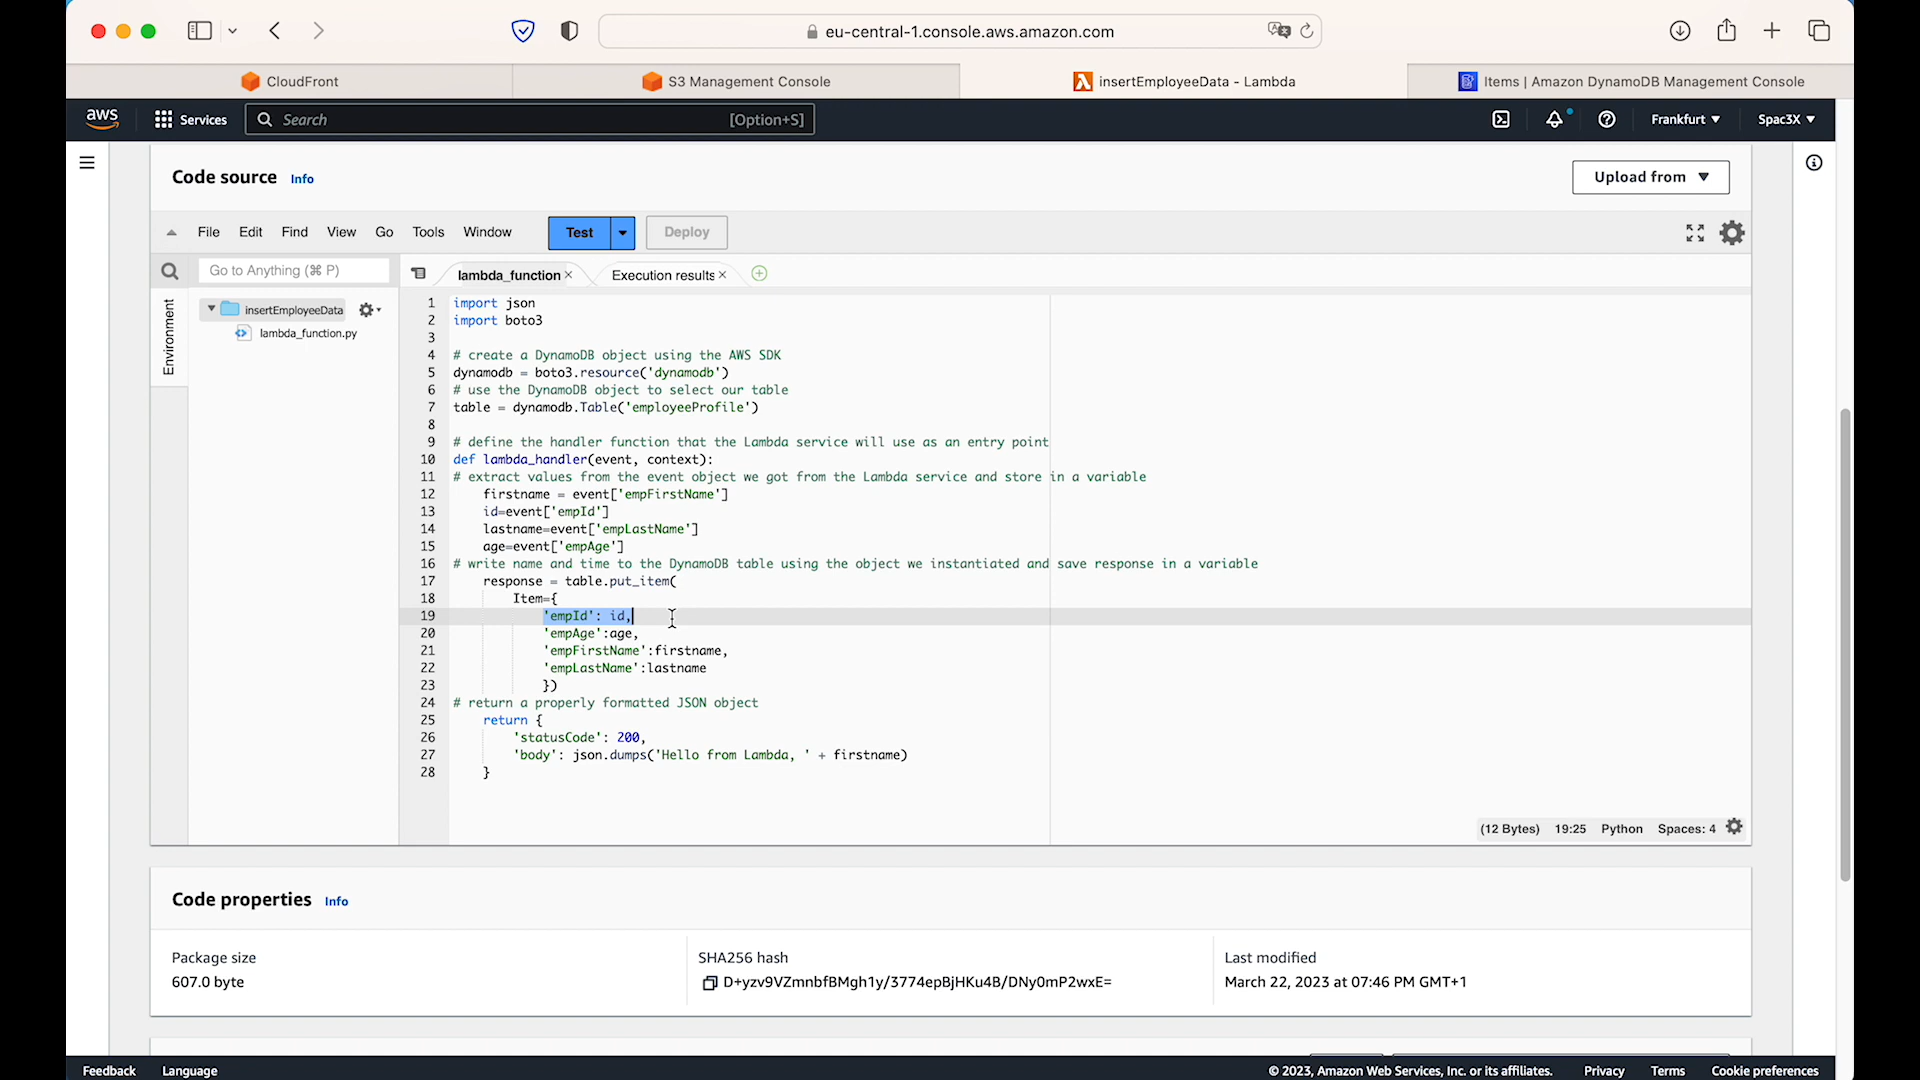 eu-central-1.console.aws.amazon.com
CloudFront
S3 Management Console
insertEmployeeData - Lambda
Items | Amazon DynamoDB Management Console
aws
Services
Search
[Option+S]
Frankfurt
Spac3X
Code source
Info
Upload from
File
Edit
Find
View
Go
Tools
Window
Test
Deploy
Go to Anything (⌘ P)
lambda_function
Execution results
Environment
insertEmployeeData
lambda_function.py
1 import json
2 import boto3
3
4 # create a DynamoDB object using the AWS SDK
5 dynamodb = boto3.resource('dynamodb')
6 # use the DynamoDB object to select our table
7 table = dynamodb.Table('employeeProfile')
8
9 # define the handler function that the Lambda service will use as an entry point
10 def lambda_handler(event, context):
11 # extract values from the event object we got from the Lambda service and store in a variable
12 firstname = event['empFirstName']
13 id=event['empId']
14 lastname=event['empLastName']
15 age=event['empAge']
16 # write name and time to the DynamoDB table using the object we instantiated and save response in a variable
17 response = table.put_item(
18 Item={
19 'empId': id,
20 'empAge':age,
21 'empFirstName':firstname,
22 'empLastName':lastname
23 })
24 # return a properly formatted JSON object
25 return {
26 'statusCode': 200,
27 'body': json.dumps('Hello from Lambda, ' + firstname)
28 }
(12 Bytes) 19:25 Python Spaces: 4
Code properties
Info
Package size
607.0 byte
SHA256 hash
D+yzv9VZmnbfBMgh1y/3774epBjHKu4B/DNy0mP2wxE=
Last modified
March 22, 2023 at 07:46 PM GMT+1
Feedback
Language
© 2023, Amazon Web Services, Inc. or its affiliates.
Privacy
Terms
Cookie preferences